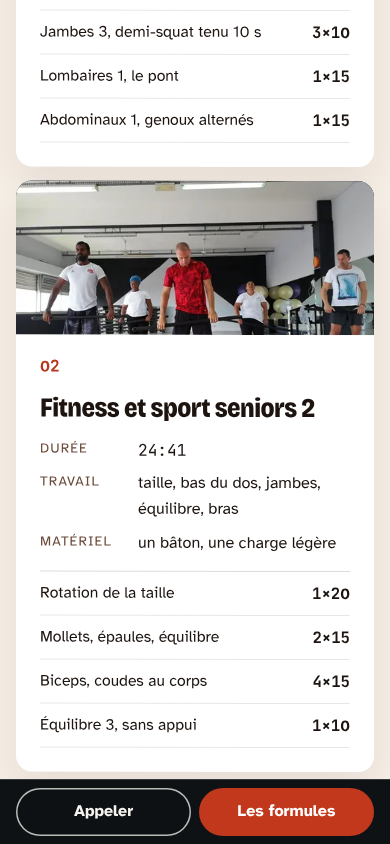 Jambes 3, demi-squat tenu 10 s 3×10
Lombaires 1, le pont 1×15
Abdominaux 1, genoux alternés 1×15
02
Fitness et sport seniors 2
DURÉE 24:41
TRAVAIL taille, bas du dos, jambes,
équilibre, bras
MATÉRIEL un bâton, une charge légère
Rotation de la taille 1×20
Mollets, épaules, équilibre 2×15
Biceps, coudes au corps 4×15
Équilibre 3, sans appui 1×10
Appeler Les formules